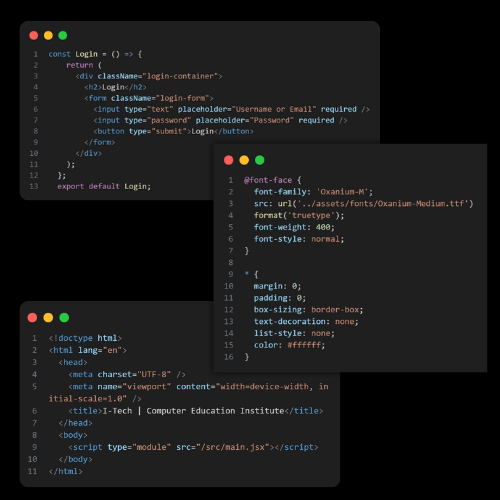 1 const Login = () => {
2 return (
3 <div className="login-container">
4 <h2>Login</h2>
5 <form className="login-form">
6 <input type="text" placeholder="Username or Email" required />
7 <input type="password" placeholder="Password" required />
8 <button type="submit">Login</button>
9 </form>
10 </div>
11 );
12 };
13 export default Login;
1 @font-face {
2 font-family: 'Oxanium-M';
3 src: url('../assets/fonts/Oxanium-Medium.ttf')
4 format('truetype');
5 font-weight: 400;
6 font-style: normal;
7 }
8
9 * {
10 margin: 0;
11 padding: 0;
12 box-sizing: border-box;
13 text-decoration: none;
14 list-style: none;
15 color: #ffffff;
16 }
1 <!doctype html>
2 <html lang="en">
3 <head>
4 <meta charset="UTF-8" />
5 <meta name="viewport" content="width=device-width, in
itial-scale=1.0" />
6 <title>I-Tech | Computer Education Institute</title>
7 </head>
8 <body>
9 <script type="module" src="/src/main.jsx"></script>
10 </body>
11 </html>